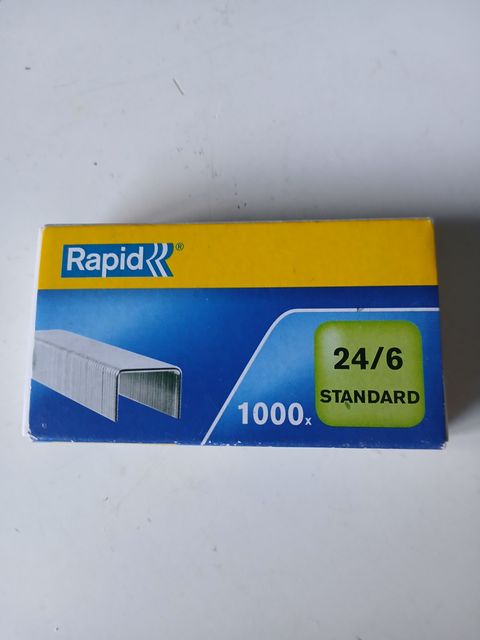 Rapid®
24/6
STANDARD
1000x